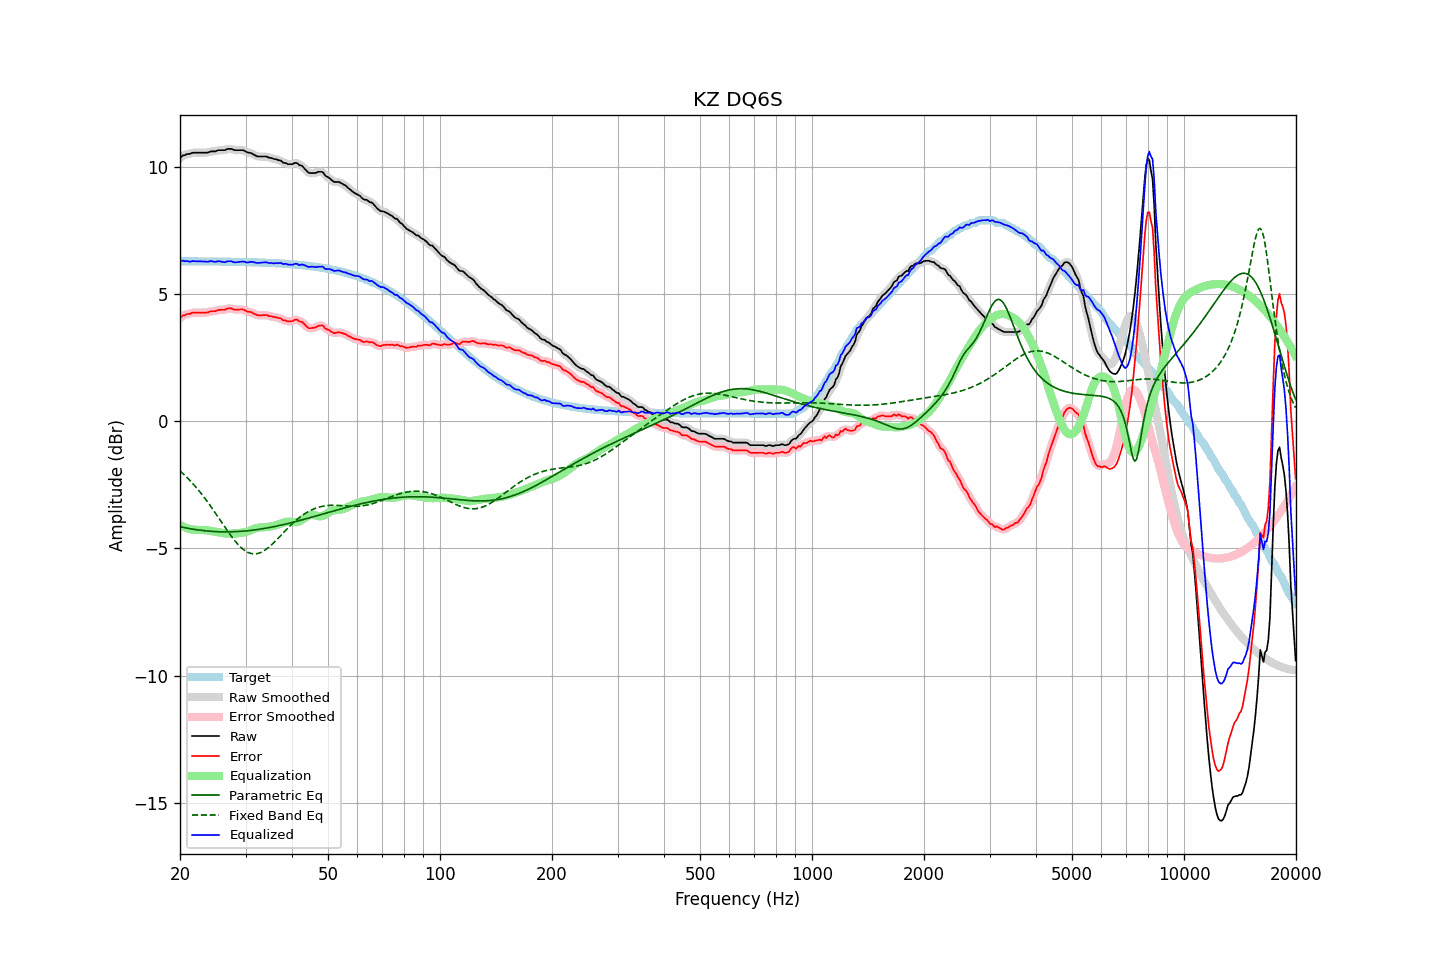 KZ DQ6S
Amplitude (dBr)
10
5
0
−5
−10
−15
Target
Raw Smoothed
Error Smoothed
Raw
Error
Equalization
Parametric Eq
Fixed Band Eq
Equalized
20 50 100 200 500 1000 2000 5000 10000 20000
Frequency (Hz)